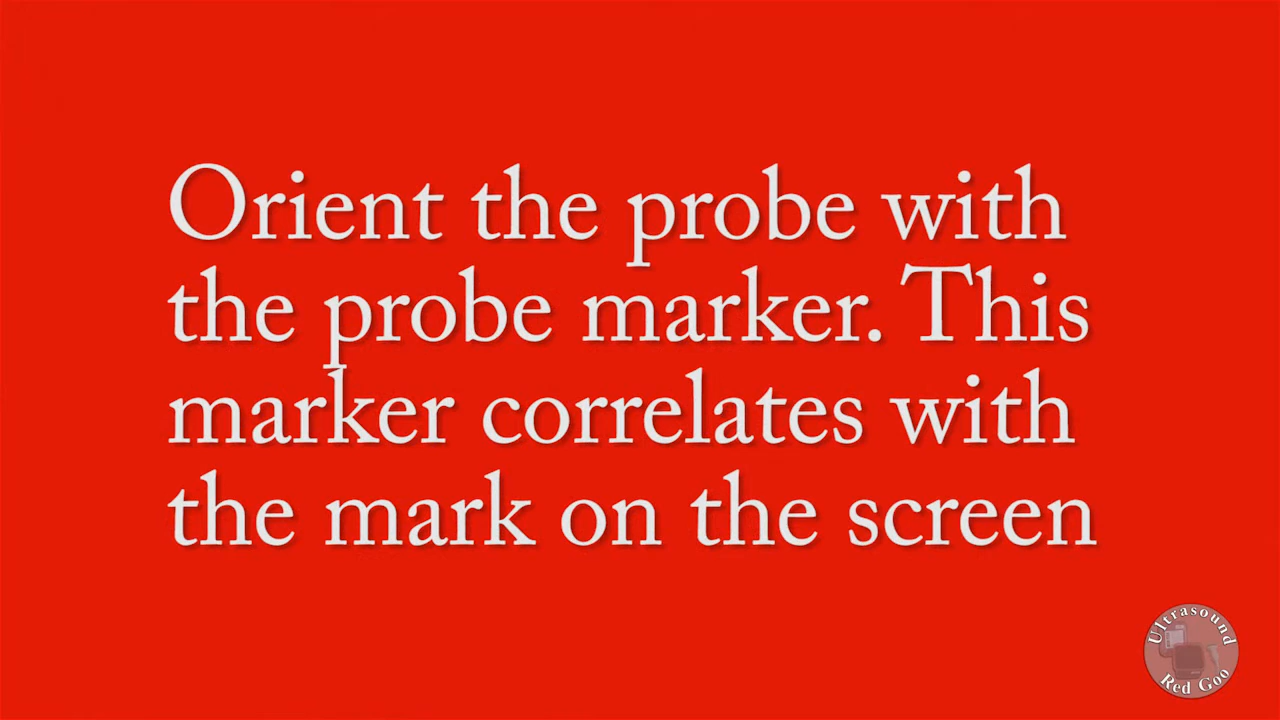 Orient the probe with
the probe marker. This
marker correlates with
the mark on the screen
Ultrasound
Red Goo